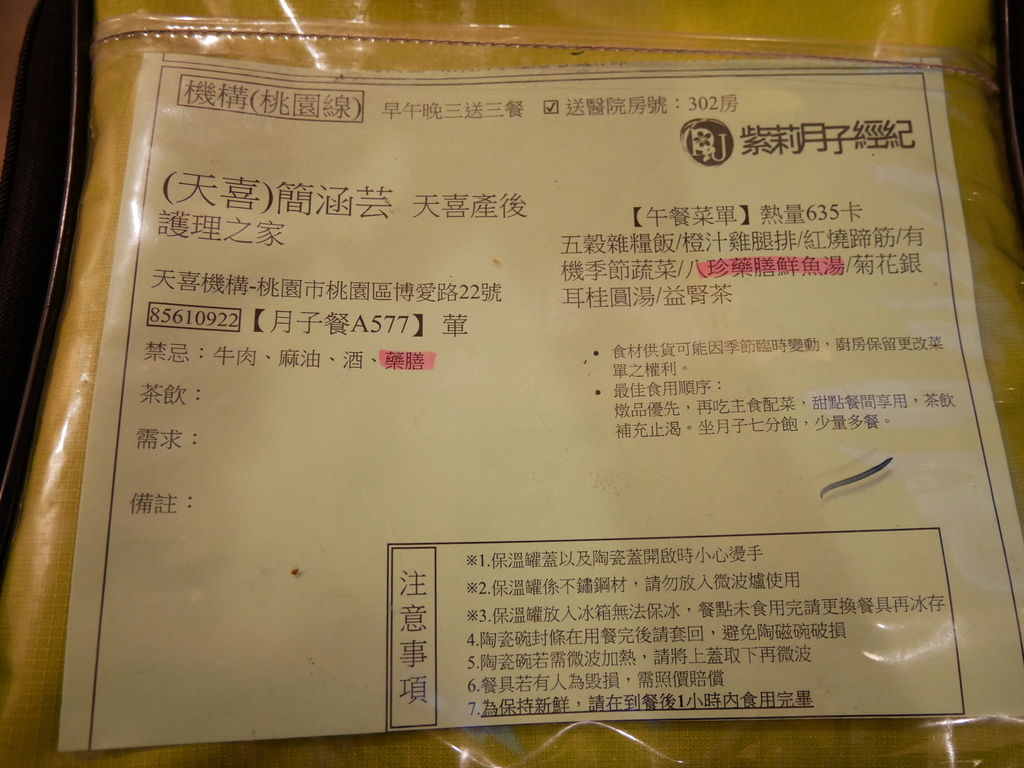 機構(桃園線) 早午晚三送三餐 ☑ 送醫院房號：302房
紫莉月子經紀
(天喜)簡涵芸 天喜產後
護理之家
天喜機構-桃園市桃園區博愛路22號
85610922【月子餐A577】 葷
禁忌：牛肉、麻油、酒、藥膳
茶飲：
需求：
備註：
【午餐菜單】熱量635卡
五穀雜糧飯/橙汁雞腿排/紅燒蹄筋/有
機季節蔬菜/八珍藥膳鮮魚湯/菊花銀
耳桂圓湯/益腎茶
• 食材供貨可能因季節臨時變動，廚房保留更改菜
單之權利。
• 最佳食用順序：
燉品優先，再吃主食配菜，甜點餐間享用，茶飲
補充止渴。坐月子七分飽，少量多餐。
注意事項
※1.保溫罐蓋以及陶瓷蓋開啟時小心燙手
※2.保溫罐係不鏽鋼材，請勿放入微波爐使用
※3.保溫罐放入冰箱無法保冰，餐點未食用完請更換餐具再冰存
4.陶瓷碗封條在用餐完後請套回，避免陶磁碗破損
5.陶瓷碗若需微波加熱，請將上蓋取下再微波
6.餐具若有人為毀損，需照價賠償
7.為保持新鮮，請在到餐後1小時內食用完畢